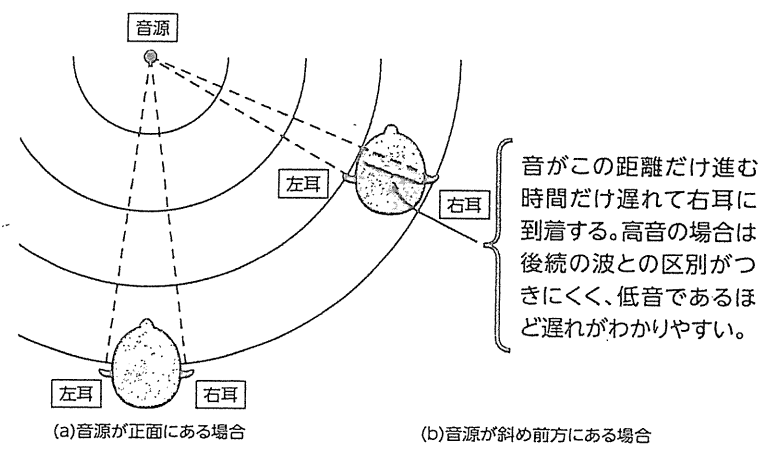 音源
左耳
右耳
音がこの距離だけ進む
時間だけ遅れて右耳に
到着する。高音の場合は
後続の波との区別がつ
きにくく、低音であるほ
ど遅れがわかりやすい。
左耳
右耳
(a)音源が正面にある場合
(b)音源が斜め前方にある場合